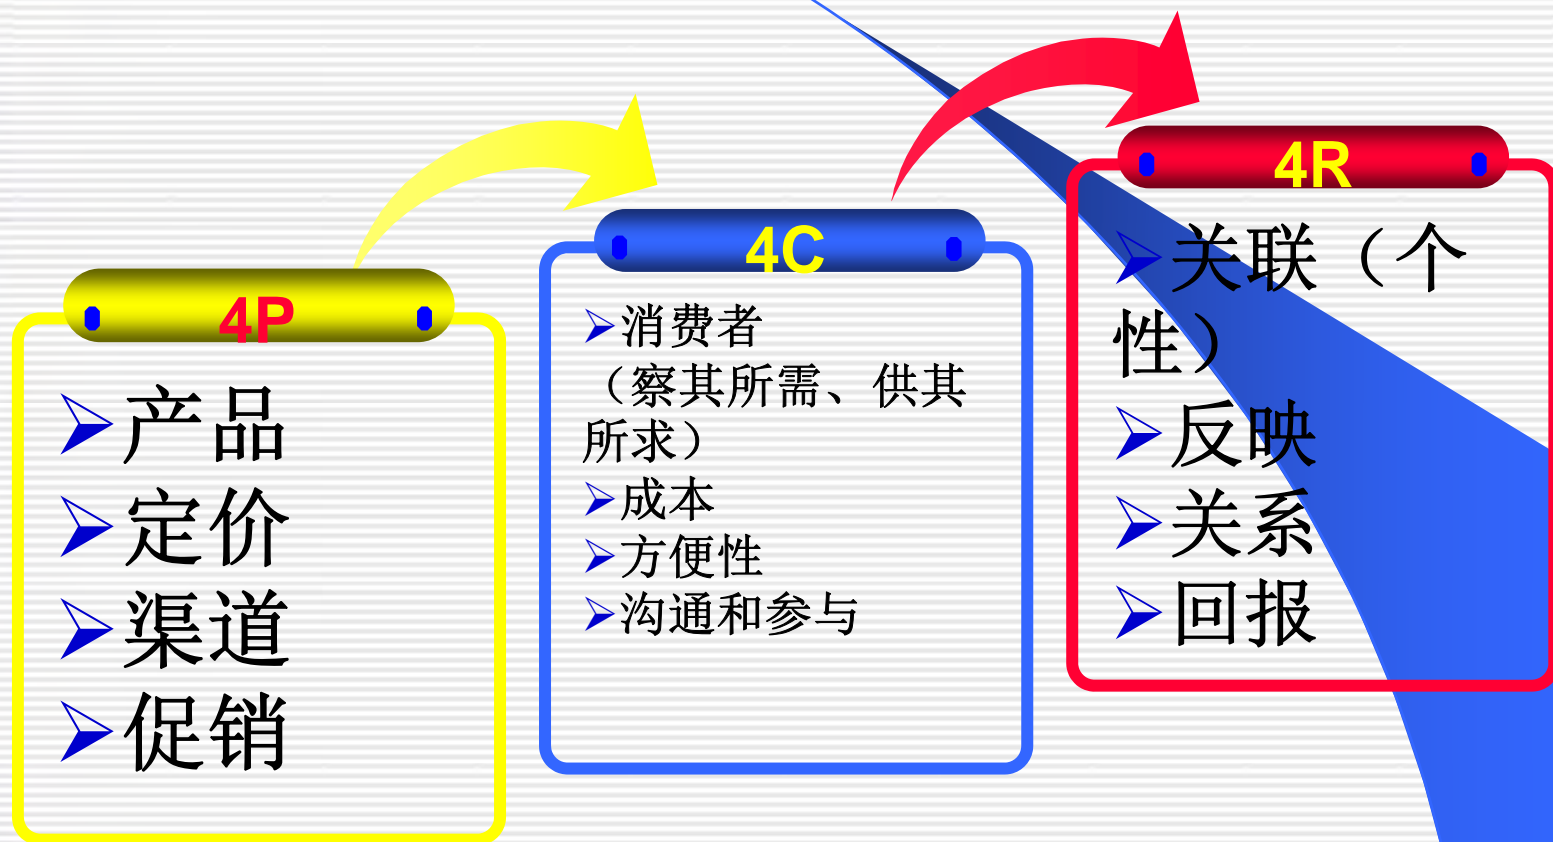 4P
产品
定价
渠道
促销
4C
消费者
（察其所需、供其
所求）
成本
方便性
沟通和参与
4R
关联（个
性）
反映
关系
回报